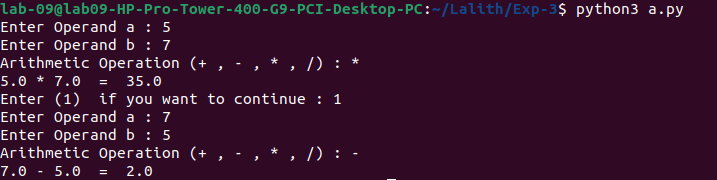 lab-09@lab09-HP-Pro-Tower-400-G9-PCI-Desktop-PC:~/Lalith/Exp-3$ python3 a.py
Enter Operand a : 5
Enter Operand b : 7
Arithmetic Operation (+ , - , * , /) : *
5.0 * 7.0  =  35.0
Enter (1)  if you want to continue : 1
Enter Operand a : 7
Enter Operand b : 5
Arithmetic Operation (+ , - , * , /) : -
7.0 - 5.0  =  2.0